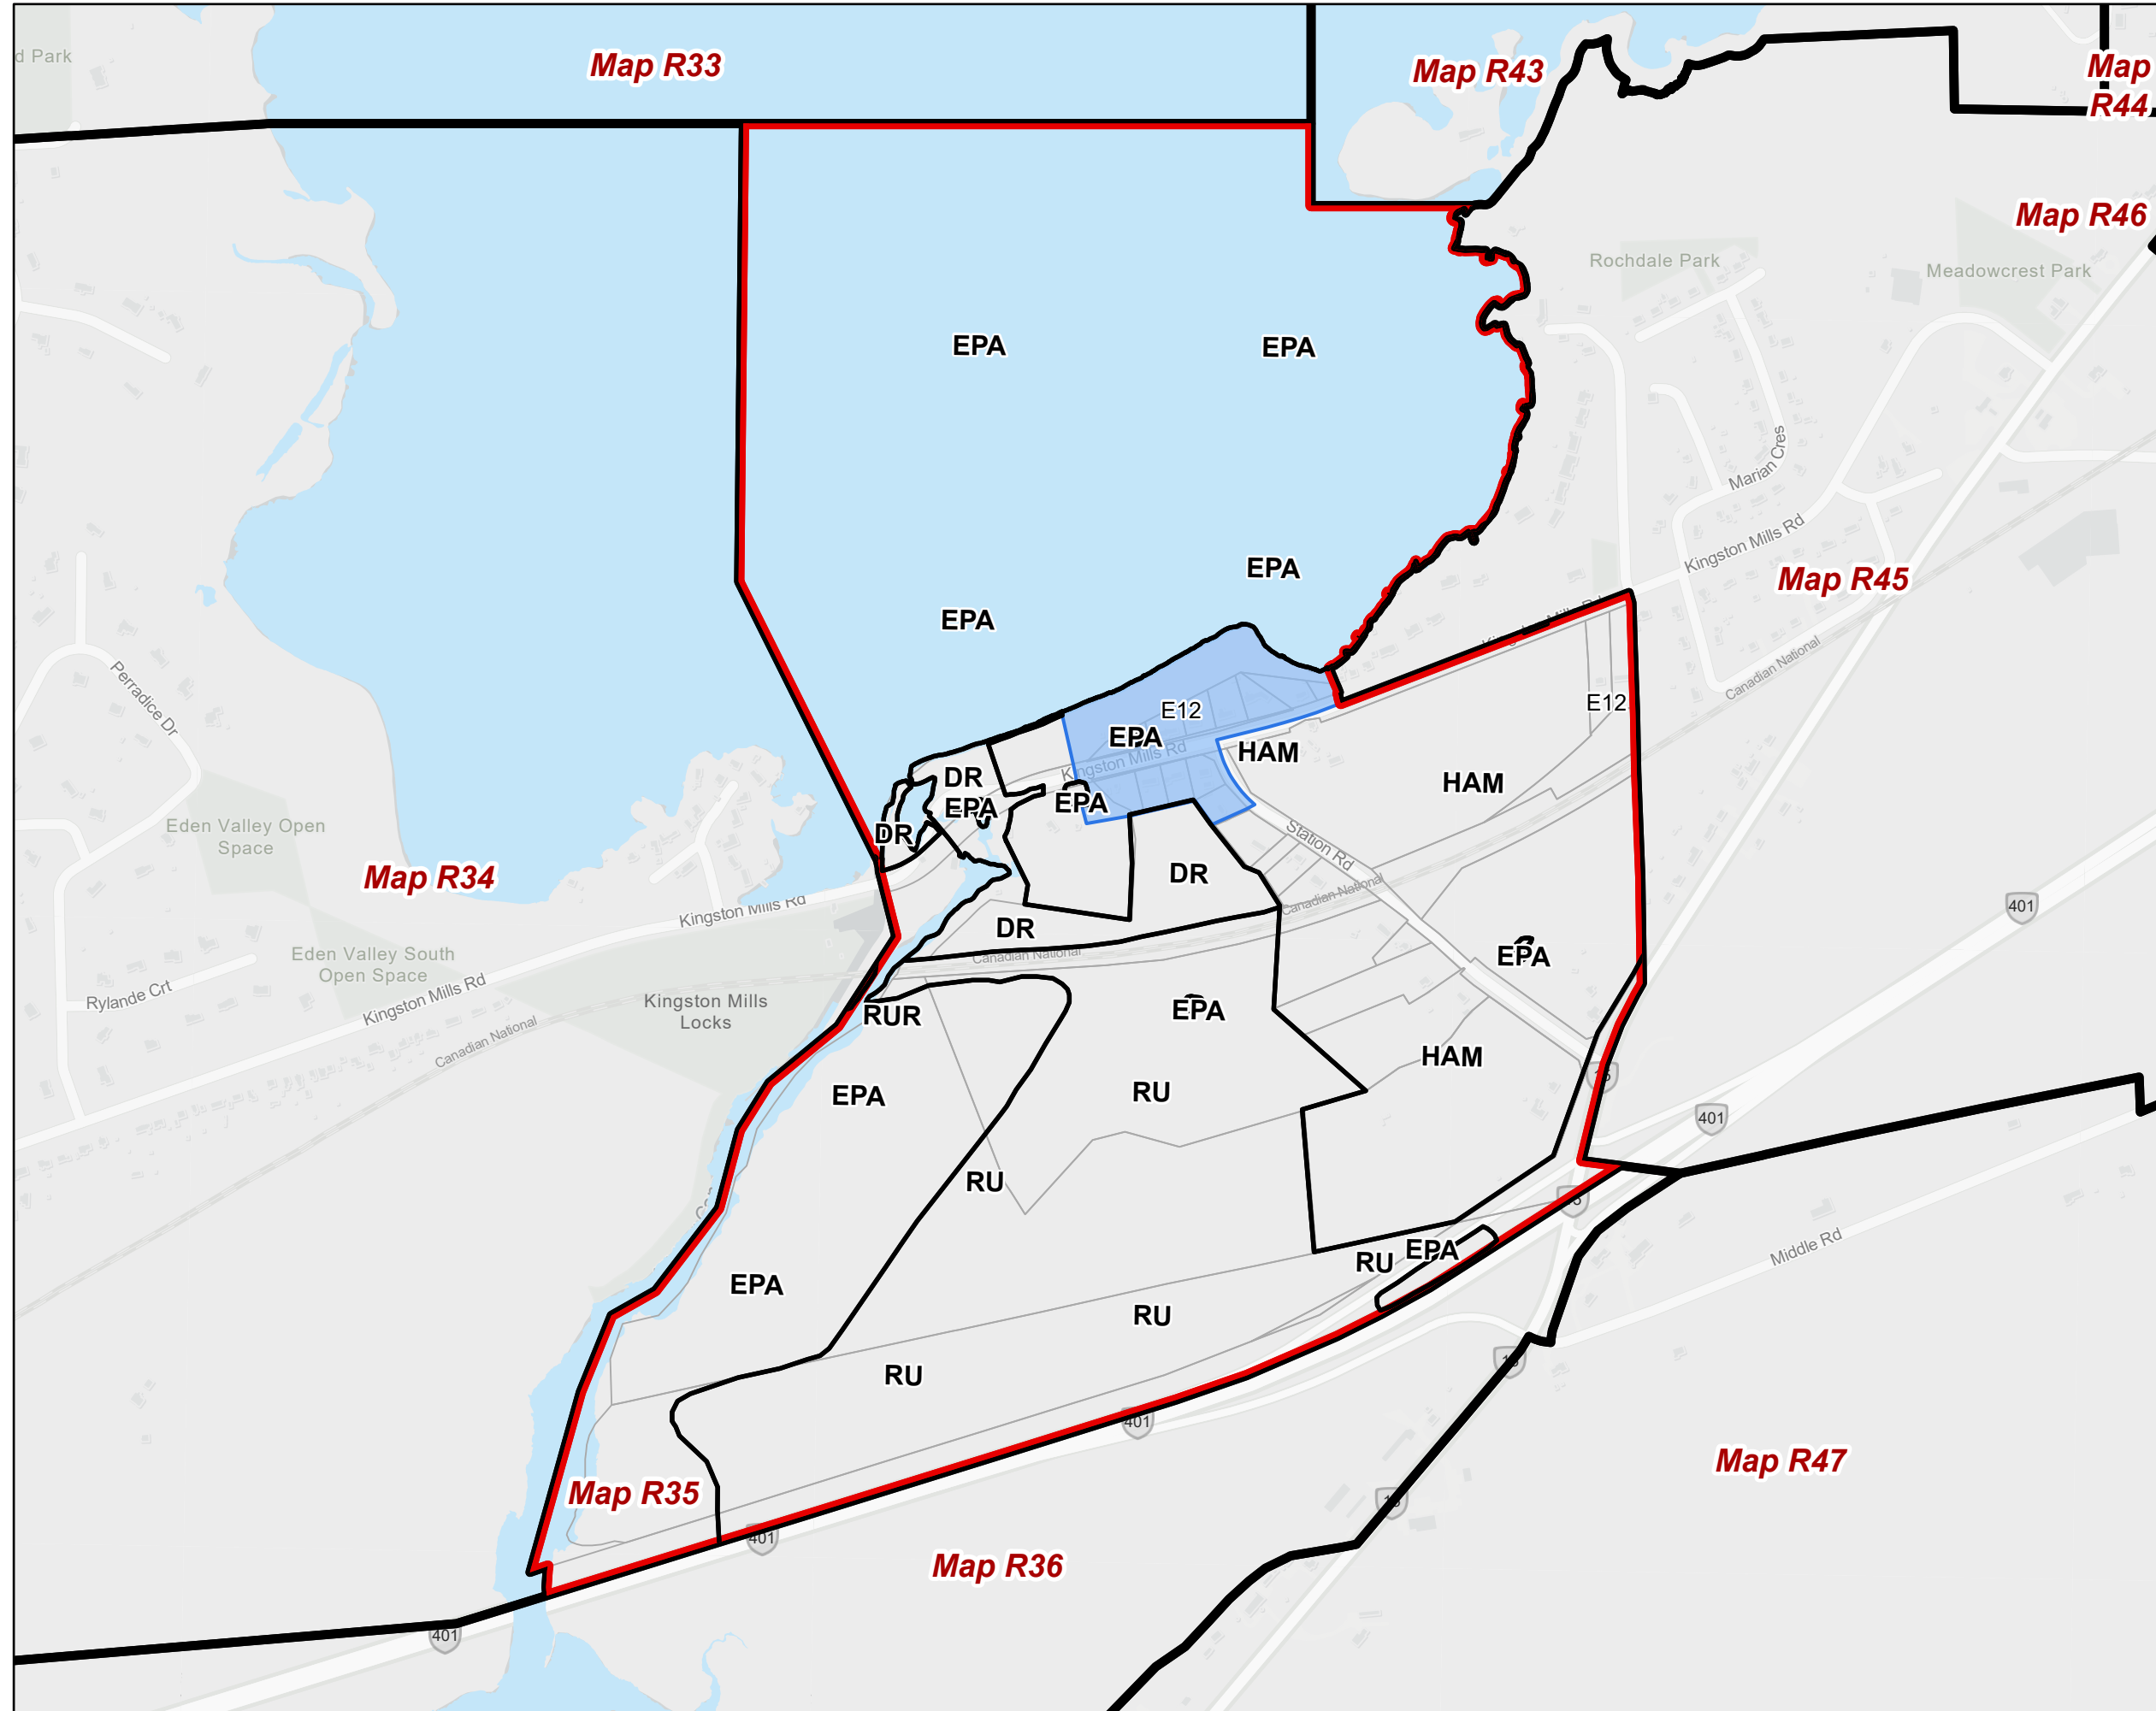 d Park
Map R33
Map R43
Map
R44
Map R46
Rochdale Park
Meadowcrest Park
EPA
EPA
Marian Cres
Kingston Mills Rd
Map R45
EPA
EPA
Canadian National
Perradice Dr
E12
E12
EPA
Kingston Mills Rd
HAM
HAM
DR
EPA
EPA
DR
Station Rd
Eden Valley Open
Space
Map R34
DR
Canadian National
Kingston Mills Rd
401
DR
Eden Valley South
Open Space
Canadian National
EPA
Rylande Crt
Kingston Mills Rd
Kingston Mills
Locks
EPA
RUR
Canadian National
HAM
15
EPA
RU
401
RU
15
Middle Rd
EPA
RU
EPA
RU
15
RU
401
Map R47
Map R35
15
401
Map R36
401